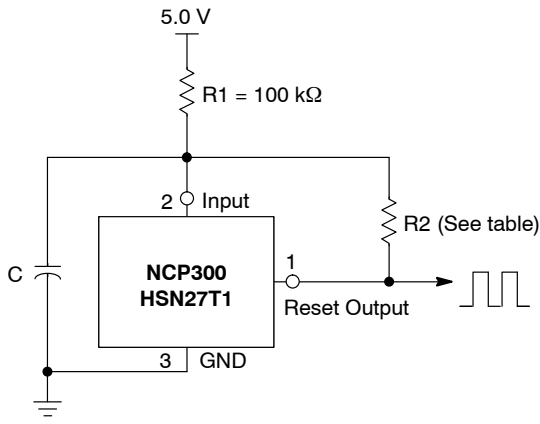 5.0 V
R1 = 100 kΩ
2
Input
R2 (See table)
C
NCP300
HSN27T1
1
Reset Output
3
GND